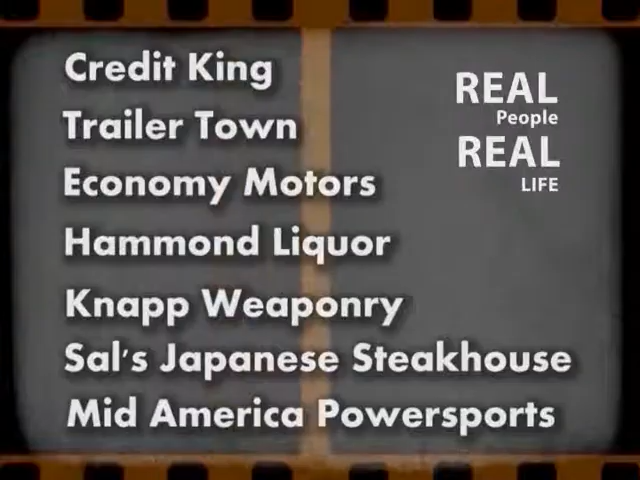 Credit King
Trailer Town
Economy Motors
Hammond Liquor
Knapp Weaponry
Sal's Japanese Steakhouse
Mid America Powersports
REAL
People
REAL
LIFE